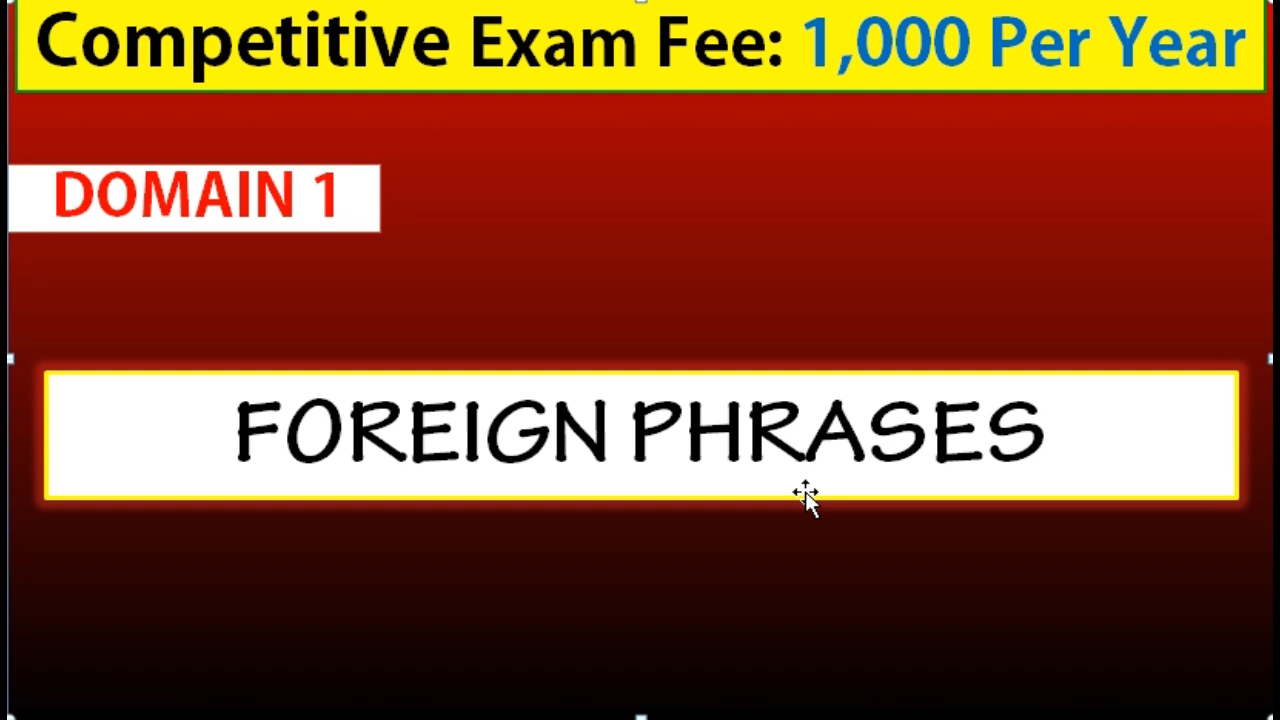 Competitive Exam Fee: 1,000 Per Year
DOMAIN 1
FOREIGN PHRASES